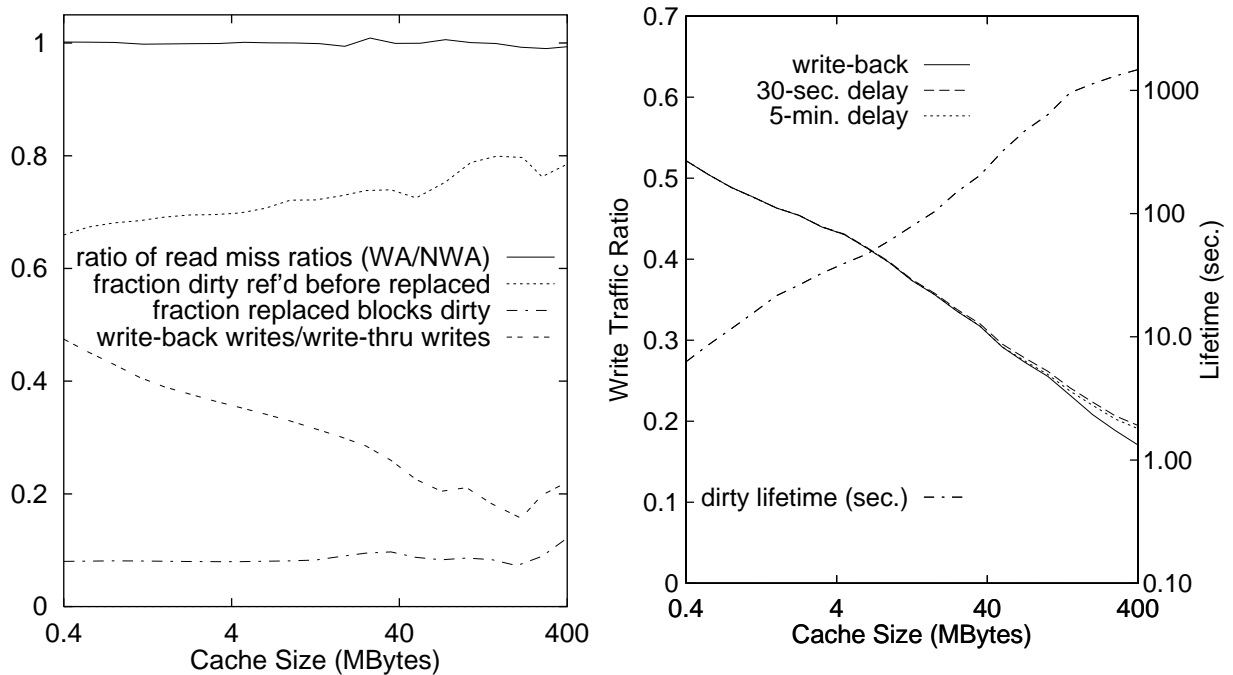 1
0.8
0.6
0.4
0.2
0
ratio of read miss ratios (WA/NWA)
fraction dirty ref'd before replaced
fraction replaced blocks dirty
write-back writes/write-thru writes
0.4 4 40 400
Cache Size (MBytes)
0.7
0.6
0.5
0.4
0.3
0.2
0.1
0
Write Traffic Ratio
write-back
30-sec. delay
5-min. delay
dirty lifetime (sec.)
1000
100
10.0
1.00
0.10
Lifetime (sec.)
0.4 4 40 400
Cache Size (MBytes)